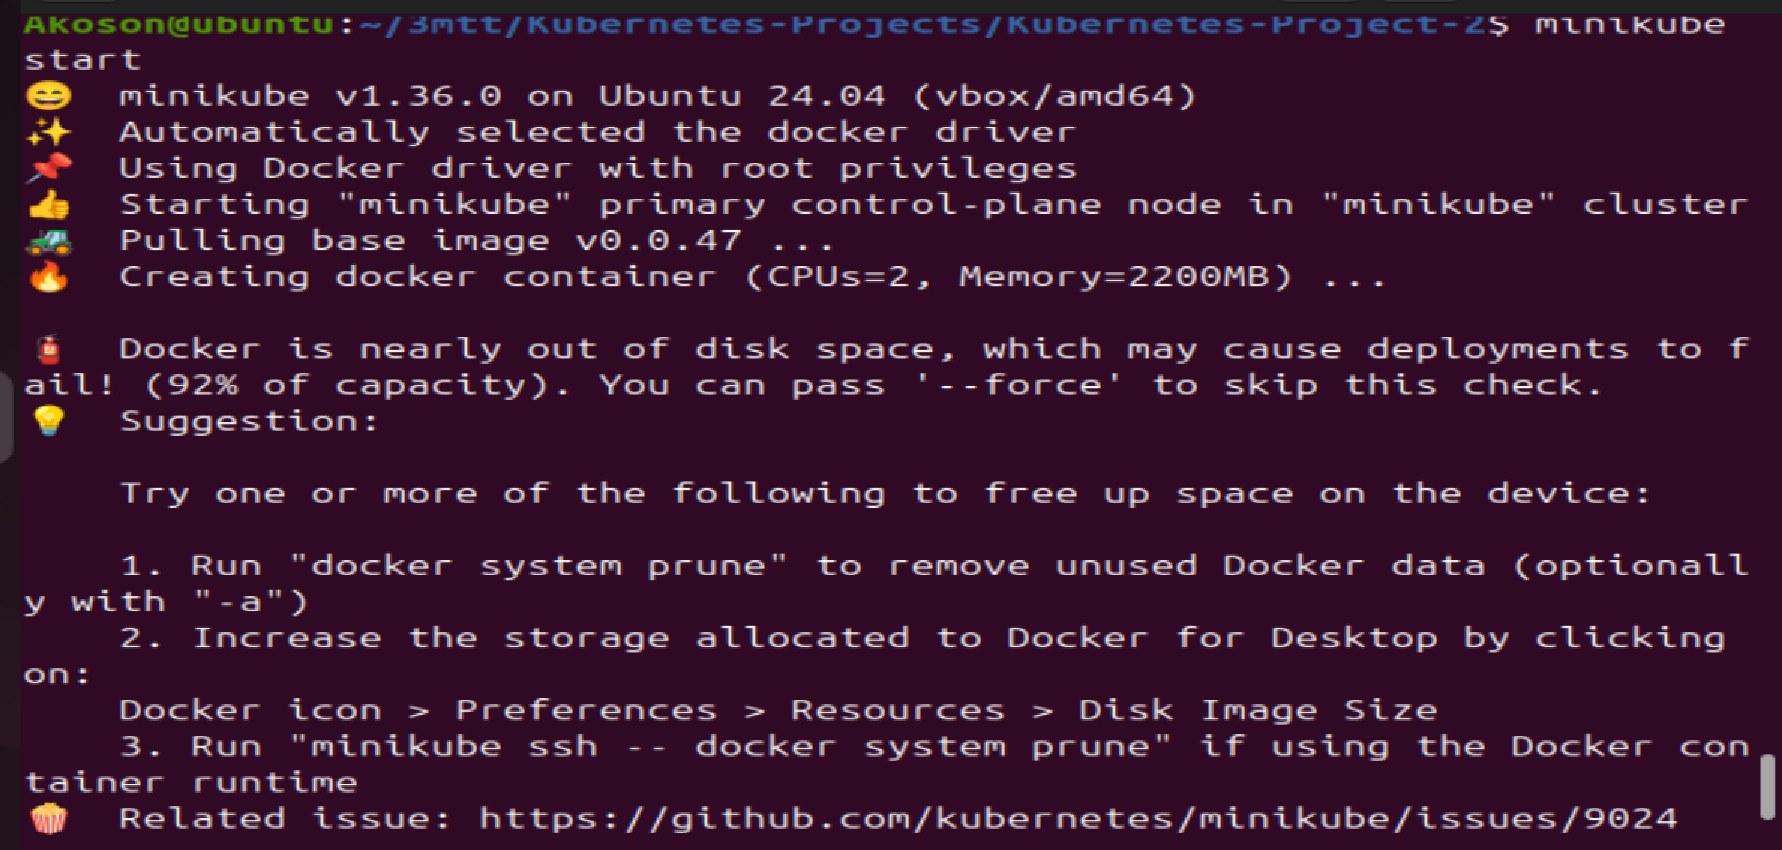 Akoson@ubuntu:~/3mtt/Kubernetes-Projects/Kubernetes-Project-2$ minikube
start
😄  minikube v1.36.0 on Ubuntu 24.04 (vbox/amd64)
✨  Automatically selected the docker driver
📌  Using Docker driver with root privileges
👍  Starting "minikube" primary control-plane node in "minikube" cluster
🚜  Pulling base image v0.0.47 ...
🔥  Creating docker container (CPUs=2, Memory=2200MB) ...
🧯  Docker is nearly out of disk space, which may cause deployments to f
ail! (92% of capacity). You can pass '--force' to skip this check.
💡  Suggestion:
Try one or more of the following to free up space on the device:
1. Run "docker system prune" to remove unused Docker data (optionall
y with "-a")
2. Increase the storage allocated to Docker for Desktop by clicking
on:
Docker icon > Preferences > Resources > Disk Image Size
3. Run "minikube ssh -- docker system prune" if using the Docker con
tainer runtime
🍿  Related issue: https://github.com/kubernetes/minikube/issues/9024